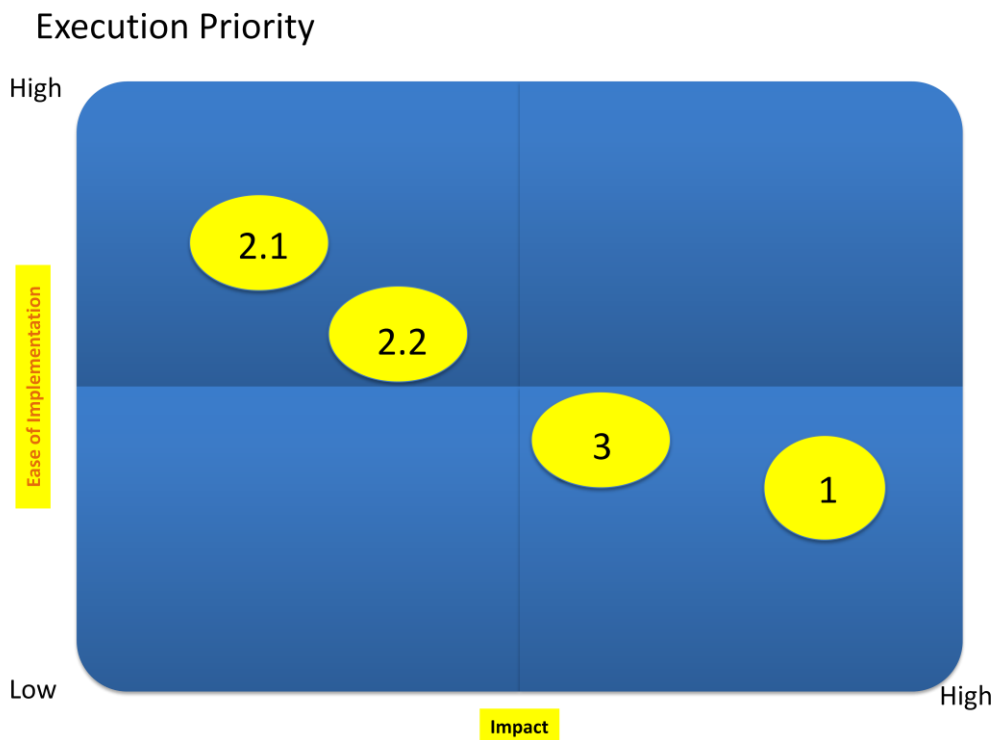 Execution Priority
High
2.1
2.2
Ease of Implementation
3
1
Low
High
Impact